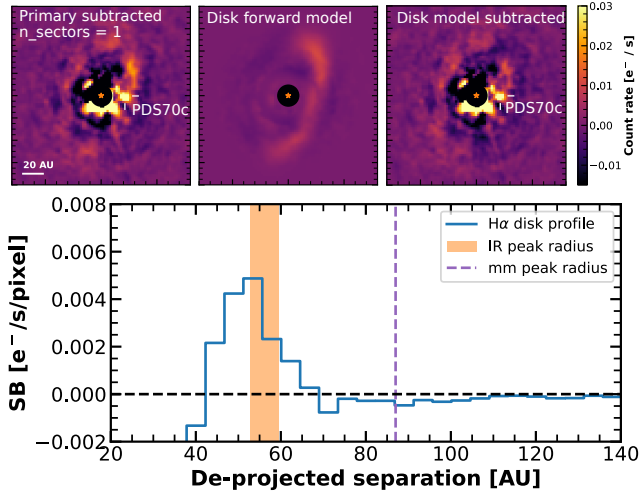 Primary subtracted
n_sectors = 1
PDS70c
20 AU
Disk forward model
Disk model subtracted
PDS70c
0.03
0.02
0.01
0.00
−0.01
Count rate [e⁻ / s]
0.008
0.006
0.004
0.002
0.000
−0.002
SB [e⁻/s/pixel]
Hα disk profile
IR peak radius
mm peak radius
20 40 60 80 100 120 140
De-projected separation [AU]